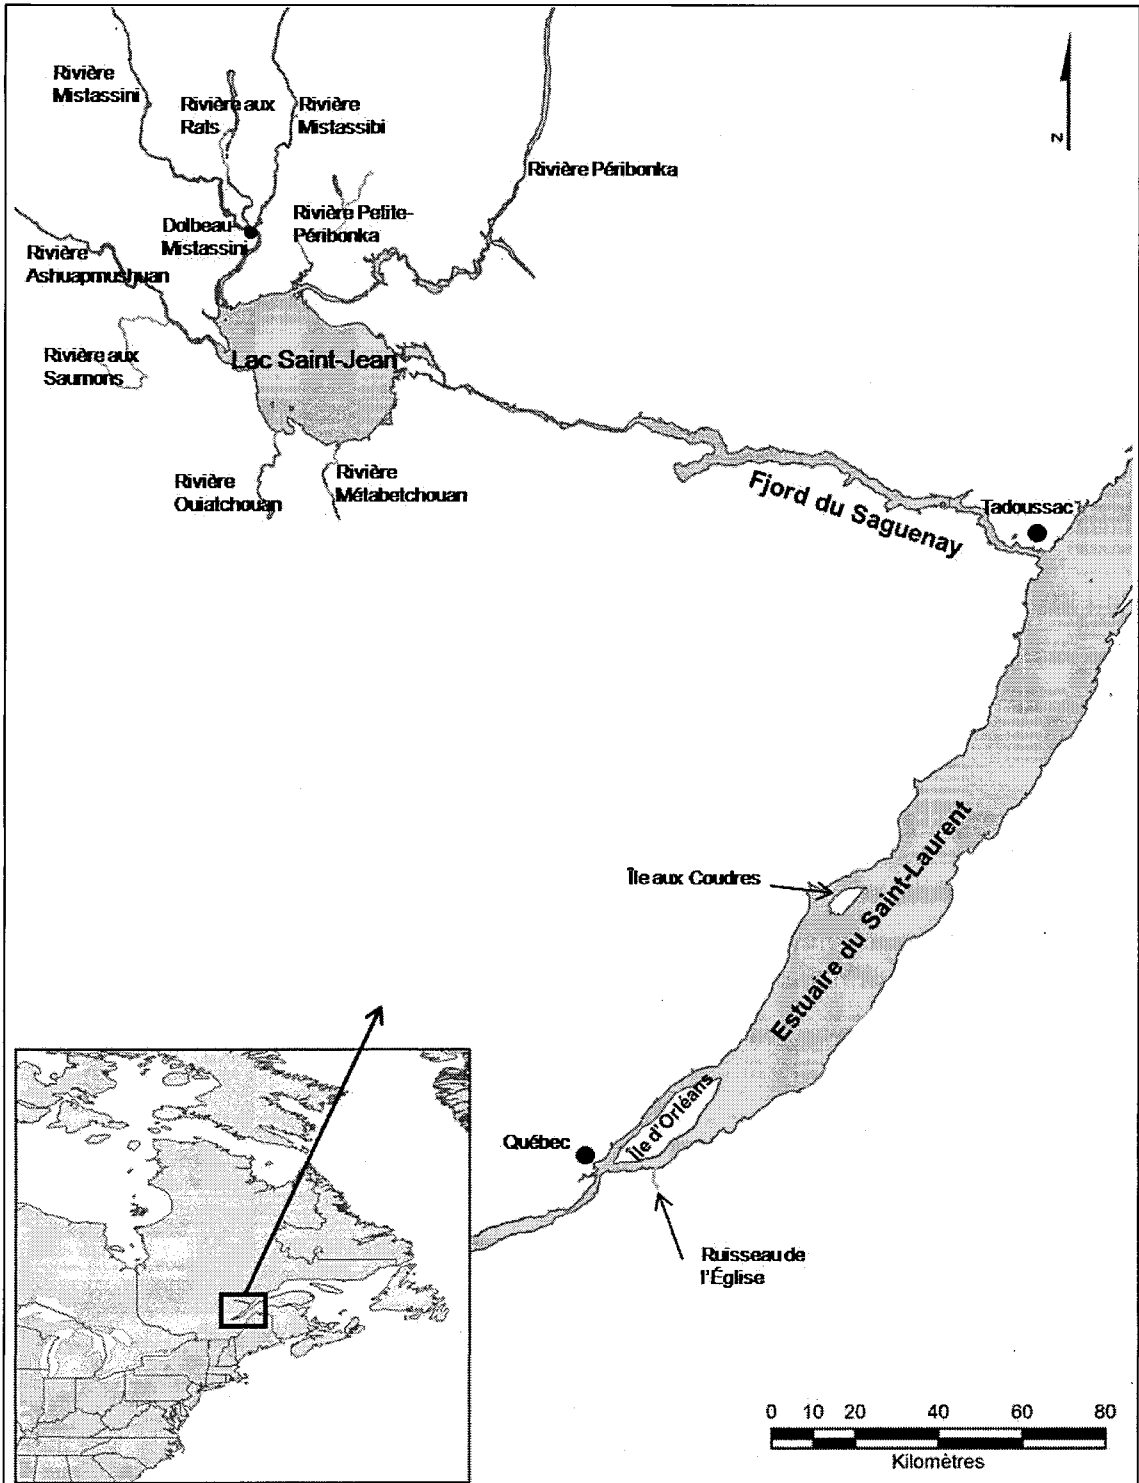 Rivière
Mistassini
Rivière aux
Rats
Rivière
Mistassibi
Rivière Péribonka
Z
Dolbeau-
Mistassini
Rivière Petite-
Péribonka
Rivière
Ashuapmushuan
Rivière aux
Saumons
Lac Saint-Jean
Rivière
Ouiatchouan
Rivière
Métabetchouan
Fjord du Saguenay
Tadoussac
Île aux Coudres
Estuaire du Saint-Laurent
Québec
Île d'Orléans
Ruisseau de
l'Église
0 10 20 40 60 80
Kilomètres